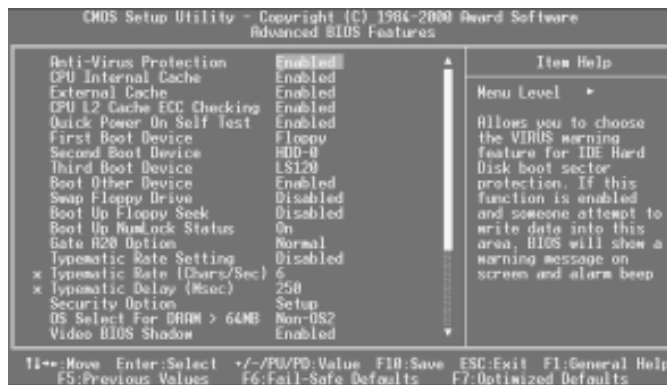 CMOS Setup Utility - Copyright (C) 1984-2000 Award Software
Advanced BIOS Features
Anti-Virus Protection Enabled
CPU Internal Cache Enabled
External Cache Enabled
CPU L2 Cache ECC Checking Enabled
Quick Power On Self Test Enabled
First Boot Device Floppy
Second Boot Device HDD-0
Third Boot Device LS120
Boot Other Device Enabled
Swap Floppy Drive Disabled
Boot Up Floppy Seek Disabled
Boot Up NumLock Status On
Gate A20 Option Normal
Typematic Rate Setting Disabled
x Typematic Rate (Chars/Sec) 6
x Typematic Delay (Msec) 250
Security Option Setup
OS Select For DRAM > 64MB Non-OS2
Video BIOS Shadow Enabled
Item Help
Menu Level ►
Allows you to choose
the VIRUS warning
feature for IDE Hard
Disk boot sector
protection. If this
function is enabled
and someone attempt to
write data into this
area, BIOS will show a
warning message on
screen and alarm beep
↑↓→←:Move Enter:Select +/-/PU/PD:Value F10:Save ESC:Exit F1:General Help
F5:Previous Values F6:Fail-Safe Defaults F7:Optimized Defaults